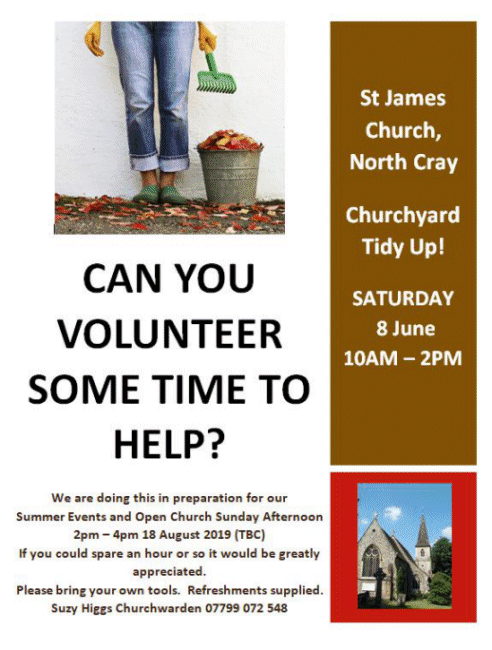 CAN YOU
VOLUNTEER
SOME TIME TO
HELP?
We are doing this in preparation for our
Summer Events and Open Church Sunday Afternoon
2pm – 4pm 18 August 2019 (TBC)
If you could spare an hour or so it would be greatly
appreciated.
Please bring your own tools. Refreshments supplied.
Suzy Higgs Churchwarden 07799 072 548
St James
Church,
North Cray
Churchyard
Tidy Up!
SATURDAY
8 June
10AM – 2PM